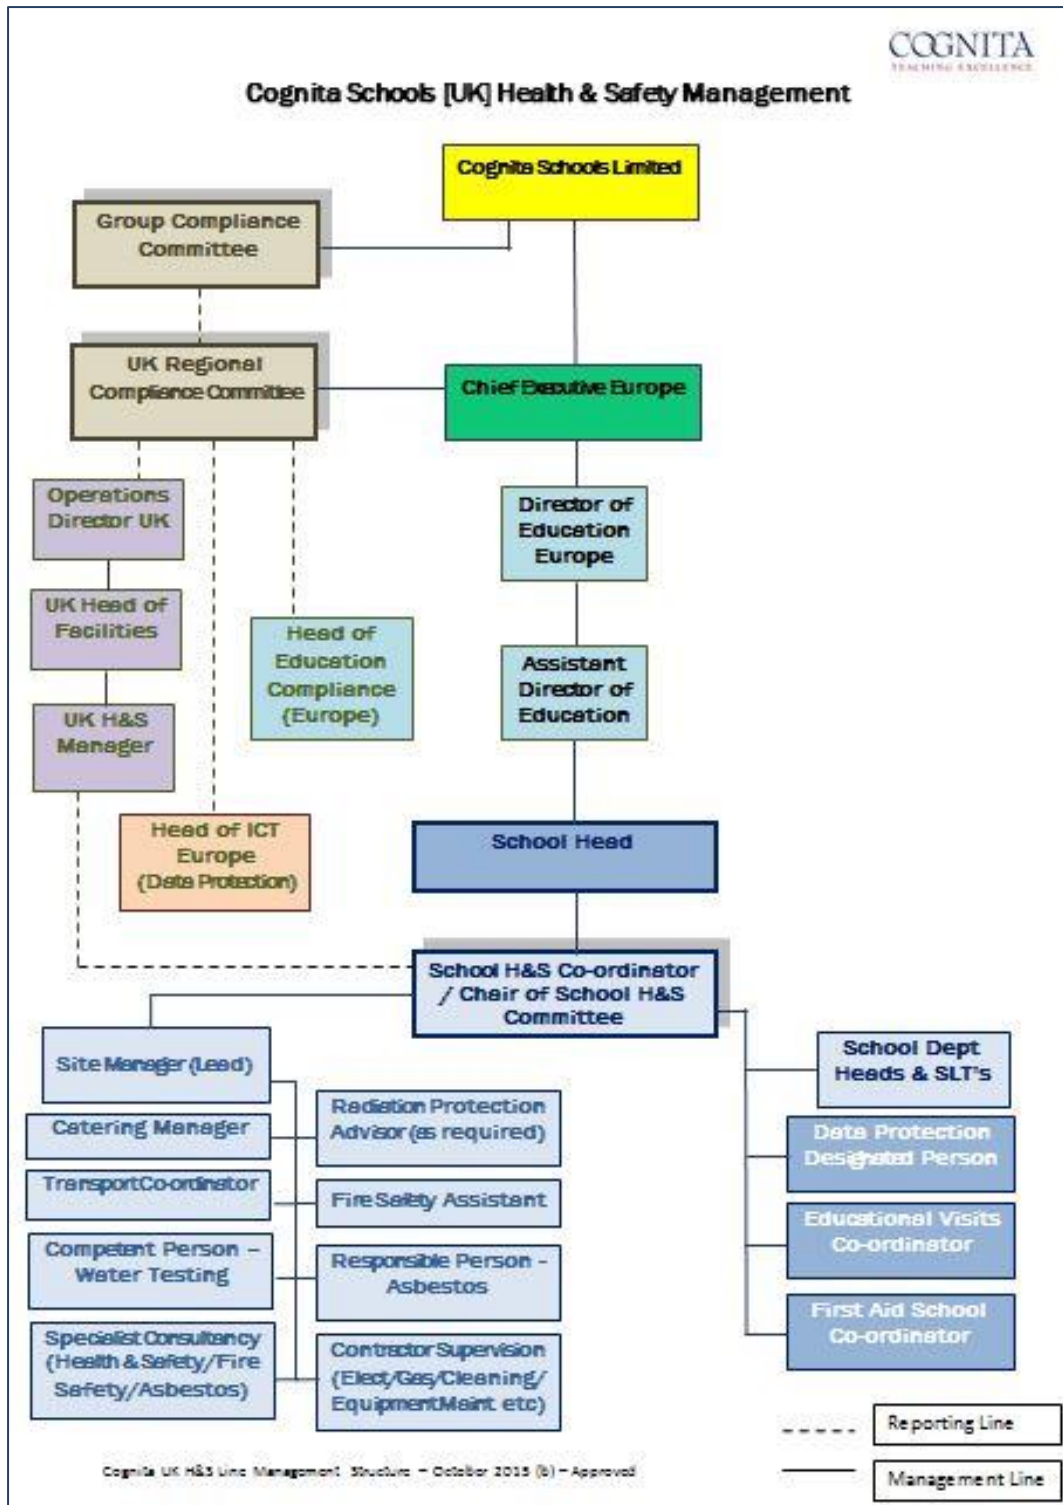 COGNITA
TEACHING EXCELLENCE
Cognita Schools [UK] Health & Safety Management
Cognita Schools Limited
Group Compliance
Committee
UK Regional
Compliance Committee
Chief Executive Europe
Operations
Director UK
Director of
Education
Europe
UK Head of
Facilities
Head of
Education
Compliance
(Europe)
Assistant
Director of
Education
UK H&S
Manager
Head of ICT
Europe
(Data Protection)
School Head
School H&S Co-ordinator
/ Chair of School H&S
Committee
Site Manager (Lead)
School Dept
Heads & SLT's
Radiation Protection
Advisor (as required)
Catering Manager
Data Protection
Designated Person
Transport Co-ordinator
Fire Safety Assistant
Educational Visits
Co-ordinator
Competent Person –
Water Testing
Responsible Person -
Asbestos
First Aid School
Co-ordinator
Specialist Consultancy
(Health & Safety/Fire
Safety/Asbestos)
Contractor Supervision
(Elect/Gas/Cleaning/
Equipment Maint. etc)
Reporting Line
Cognita UK H&S Line Management Structure – October 2015 (b) – Approved
Management Line